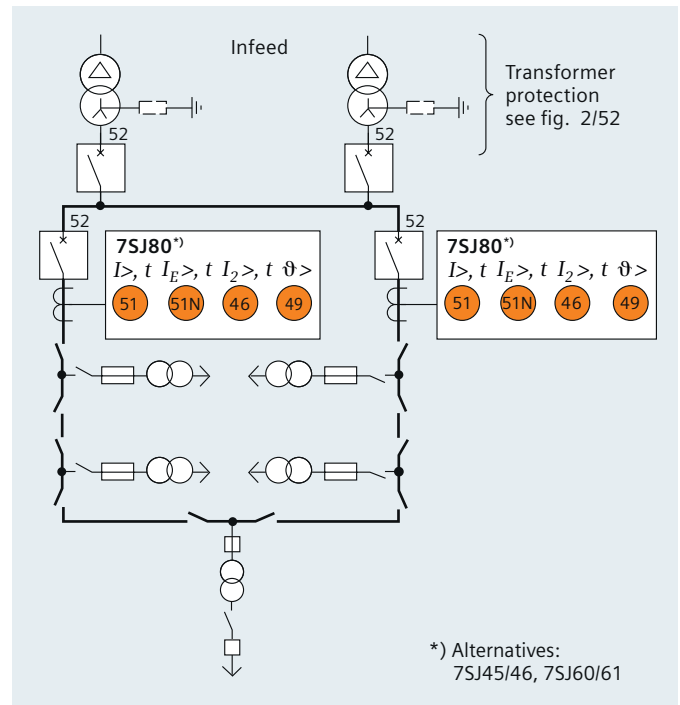 Infeed
Transformer
protection
see fig. 2/52
52
52
52
52
7SJ80*)
I>, t I_E>, t I_2>, t ϑ>
51 51N 46 49
7SJ80*)
I>, t I_E>, t I_2>, t ϑ>
51 51N 46 49
*) Alternatives:
7SJ45/46, 7SJ60/61